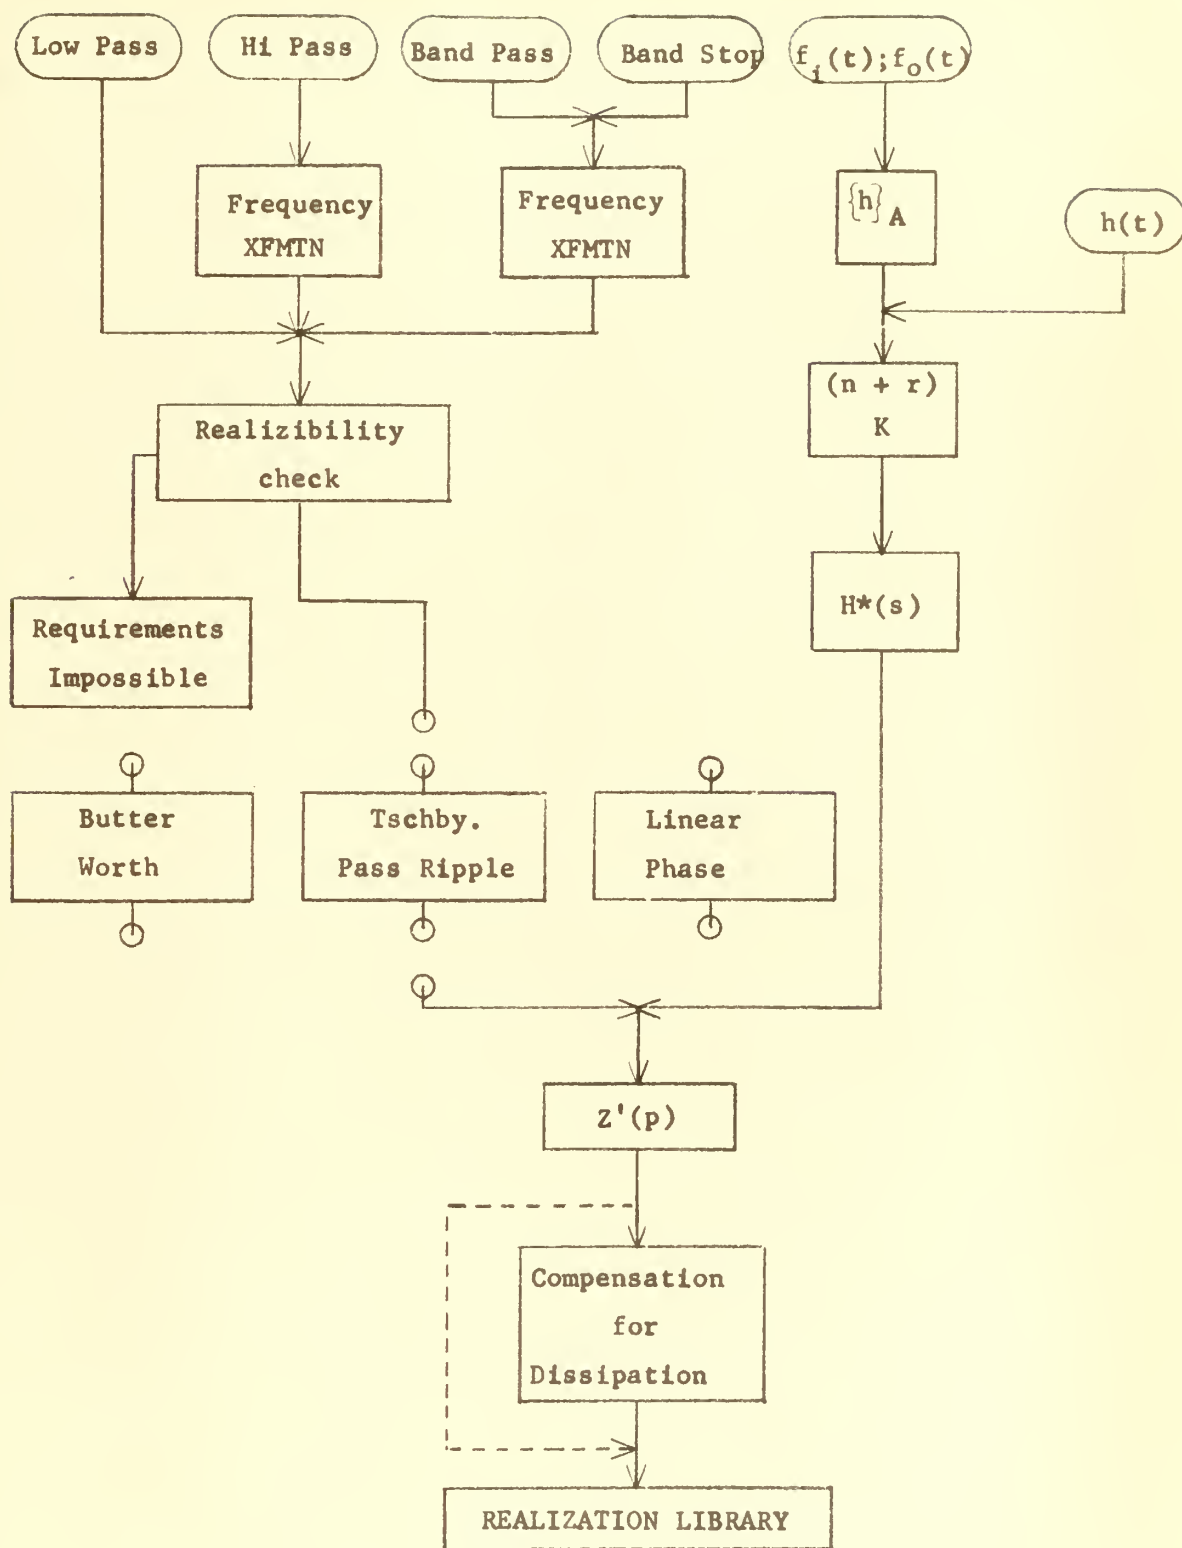 Low Pass
Hi Pass
Band Pass
Band Stop
f_i(t);f_o(t)
Frequency
XFMTN
Frequency
XFMTN
{h}_A
h(t)
(n + r)
K
Realizibility
check
H*(s)
Requirements
Impossible
Butter
Worth
Tschby.
Pass Ripple
Linear
Phase
Z'(p)
Compensation
for
Dissipation
REALIZATION LIBRARY